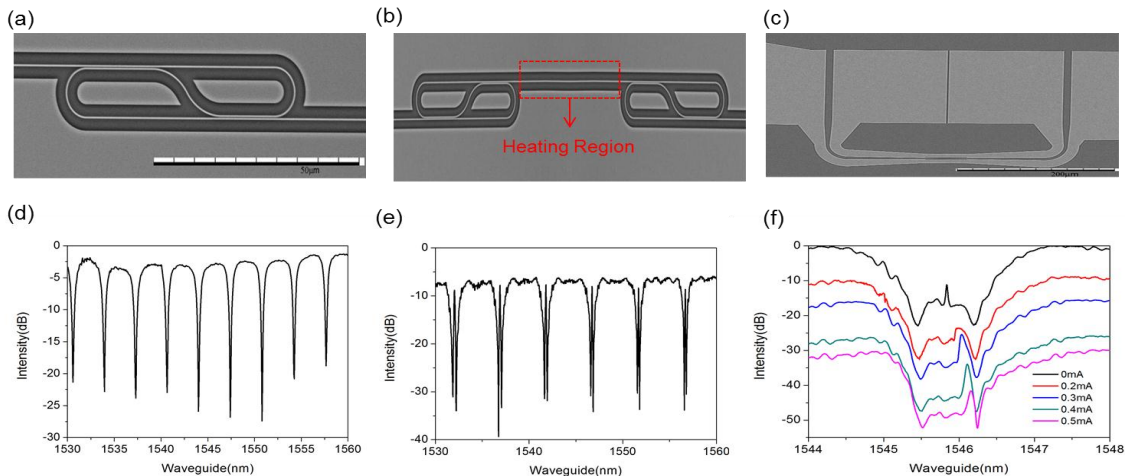 (a)
(b)
(c)
50μm
Heating Region
200μm
(d)
(e)
(f)
0
-5
-10
-15
-20
-25
-30
Intensity(dB)
1530 1535 1540 1545 1550 1555 1560
Waveguide(nm)
0
-10
-20
-30
-40
Intensity(dB)
1530 1540 1550 1560
Waveguide(nm)
0
-10
-20
-30
-40
-50
Intensity(dB)
0mA
0.2mA
0.3mA
0.4mA
0.5mA
1544 1545 1546 1547 1548
Waveguide(nm)